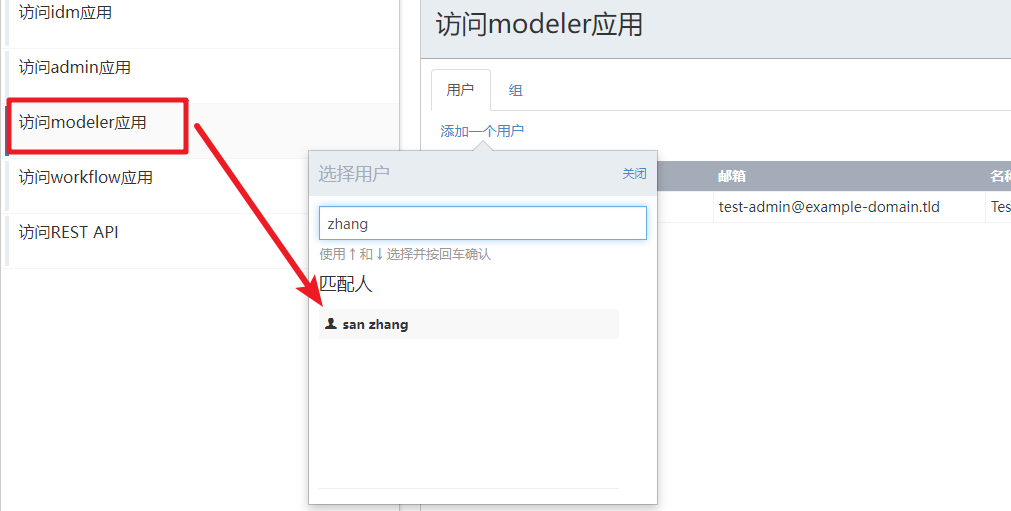 访问idm应用
访问admin应用
访问modeler应用
访问workflow应用
访问REST API
访问modeler应用
用户
组
添加一个用户
选择用户
关闭
zhang
使用↑和↓选择并按回车确认
匹配人
san zhang
邮箱
test-admin@example-domain.tld